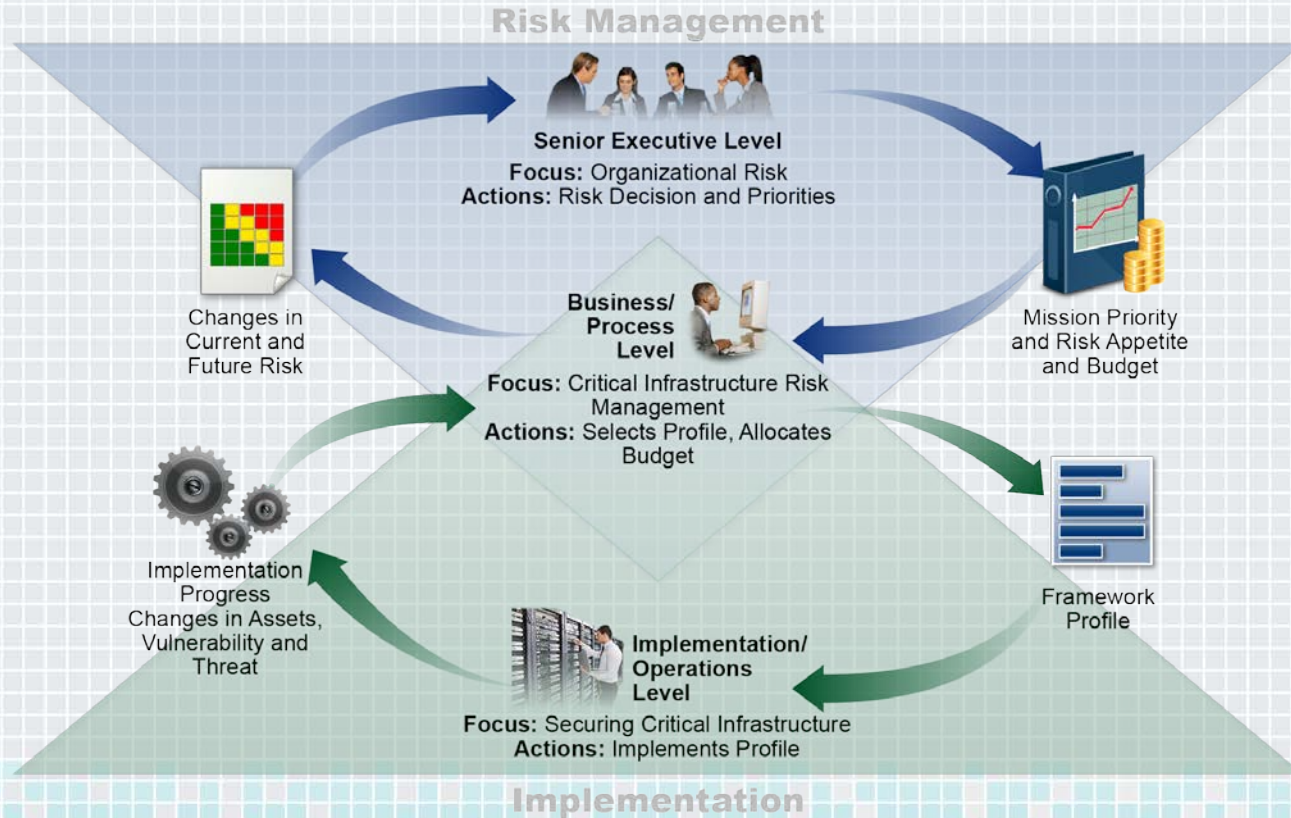 Risk Management
Senior Executive Level
Focus: Organizational Risk
Actions: Risk Decision and Priorities
Changes in
Current and
Future Risk
Business/
Process
Level
Focus: Critical Infrastructure Risk
Management
Actions: Selects Profile, Allocates
Budget
Mission Priority
and Risk Appetite
and Budget
Implementation
Progress
Changes in Assets,
Vulnerability and
Threat
Framework
Profile
Implementation/
Operations
Level
Focus: Securing Critical Infrastructure
Actions: Implements Profile
Implementation